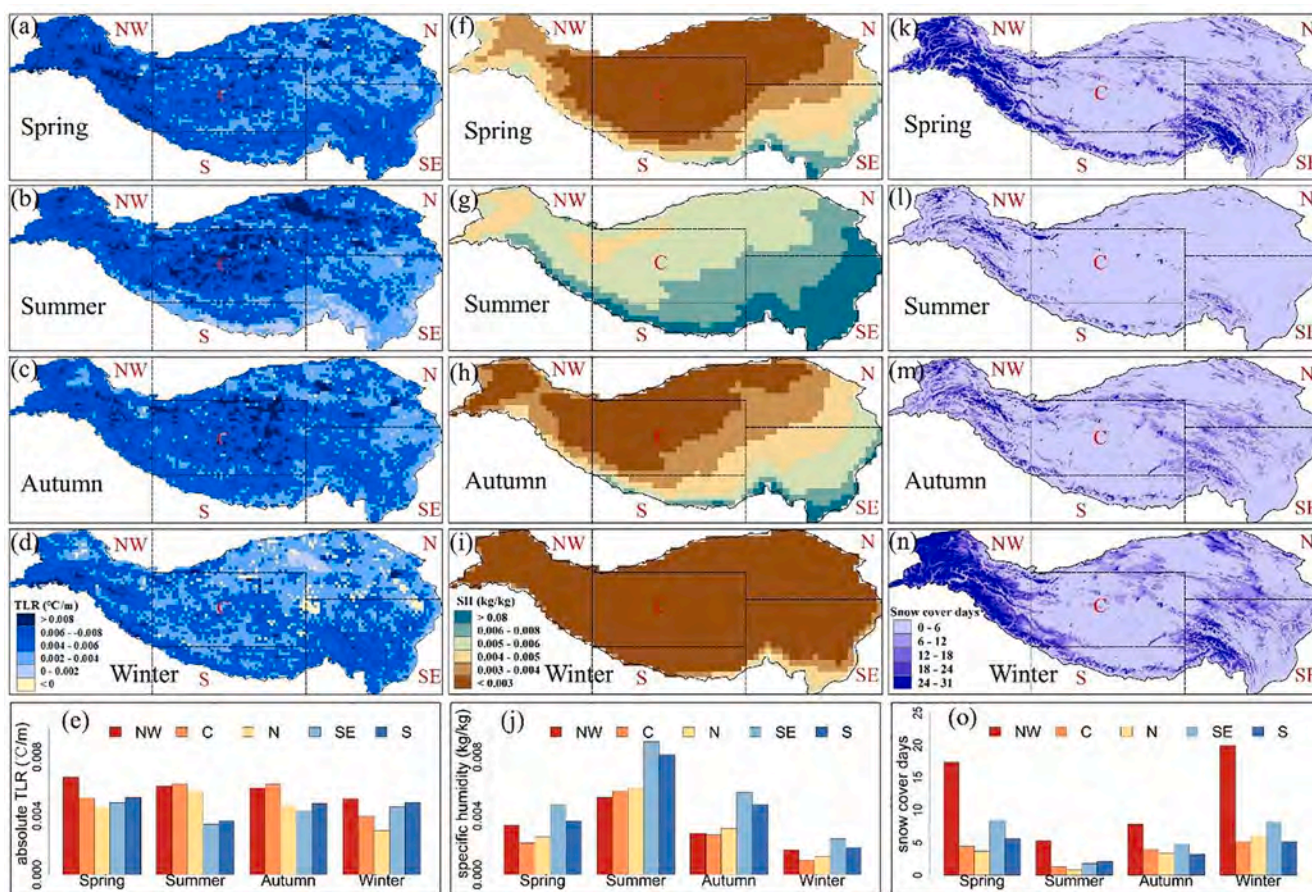 (a)
NW
N
C
Spring
S
SE
(b)
NW
N
C
Summer
S
SE
(c)
NW
N
C
Autumn
S
SE
(d)
NW
N
C
TLR (°C/m)
> 0.008
0.006 - -0.008
0.004 - 0.006
0.002 - 0.004
0 - 0.002
< 0
Winter
S
SE
(e)
NW
C
N
SE
S
absolute TLR (°C/m)
0.008
0.004
0.000
Spring
Summer
Autumn
Winter
(f)
NW
N
C
Spring
S
SE
(g)
NW
N
C
Summer
S
SE
(h)
NW
N
C
Autumn
S
SE
(i)
NW
N
C
SH (kg/kg)
> 0.08
0.006 - 0.008
0.005 - 0.006
0.004 - 0.005
0.003 - 0.004
< 0.003
Winter
S
SE
(j)
NW
C
N
SE
S
specific humidity (kg/kg)
0.008
0.004
0.000
Spring
Summer
Autumn
Winter
(k)
NW
N
C
Spring
S
SE
(l)
NW
N
C
Summer
S
SE
(m)
NW
N
C
Autumn
S
SE
(n)
NW
N
C
Snow cover days
0 - 6
6 - 12
12 - 18
18 - 24
24 - 31
Winter
S
SE
(o)
NW
C
N
SE
S
snow cover days
25
20
15
10
5
0
Spring
Summer
Autumn
Winter